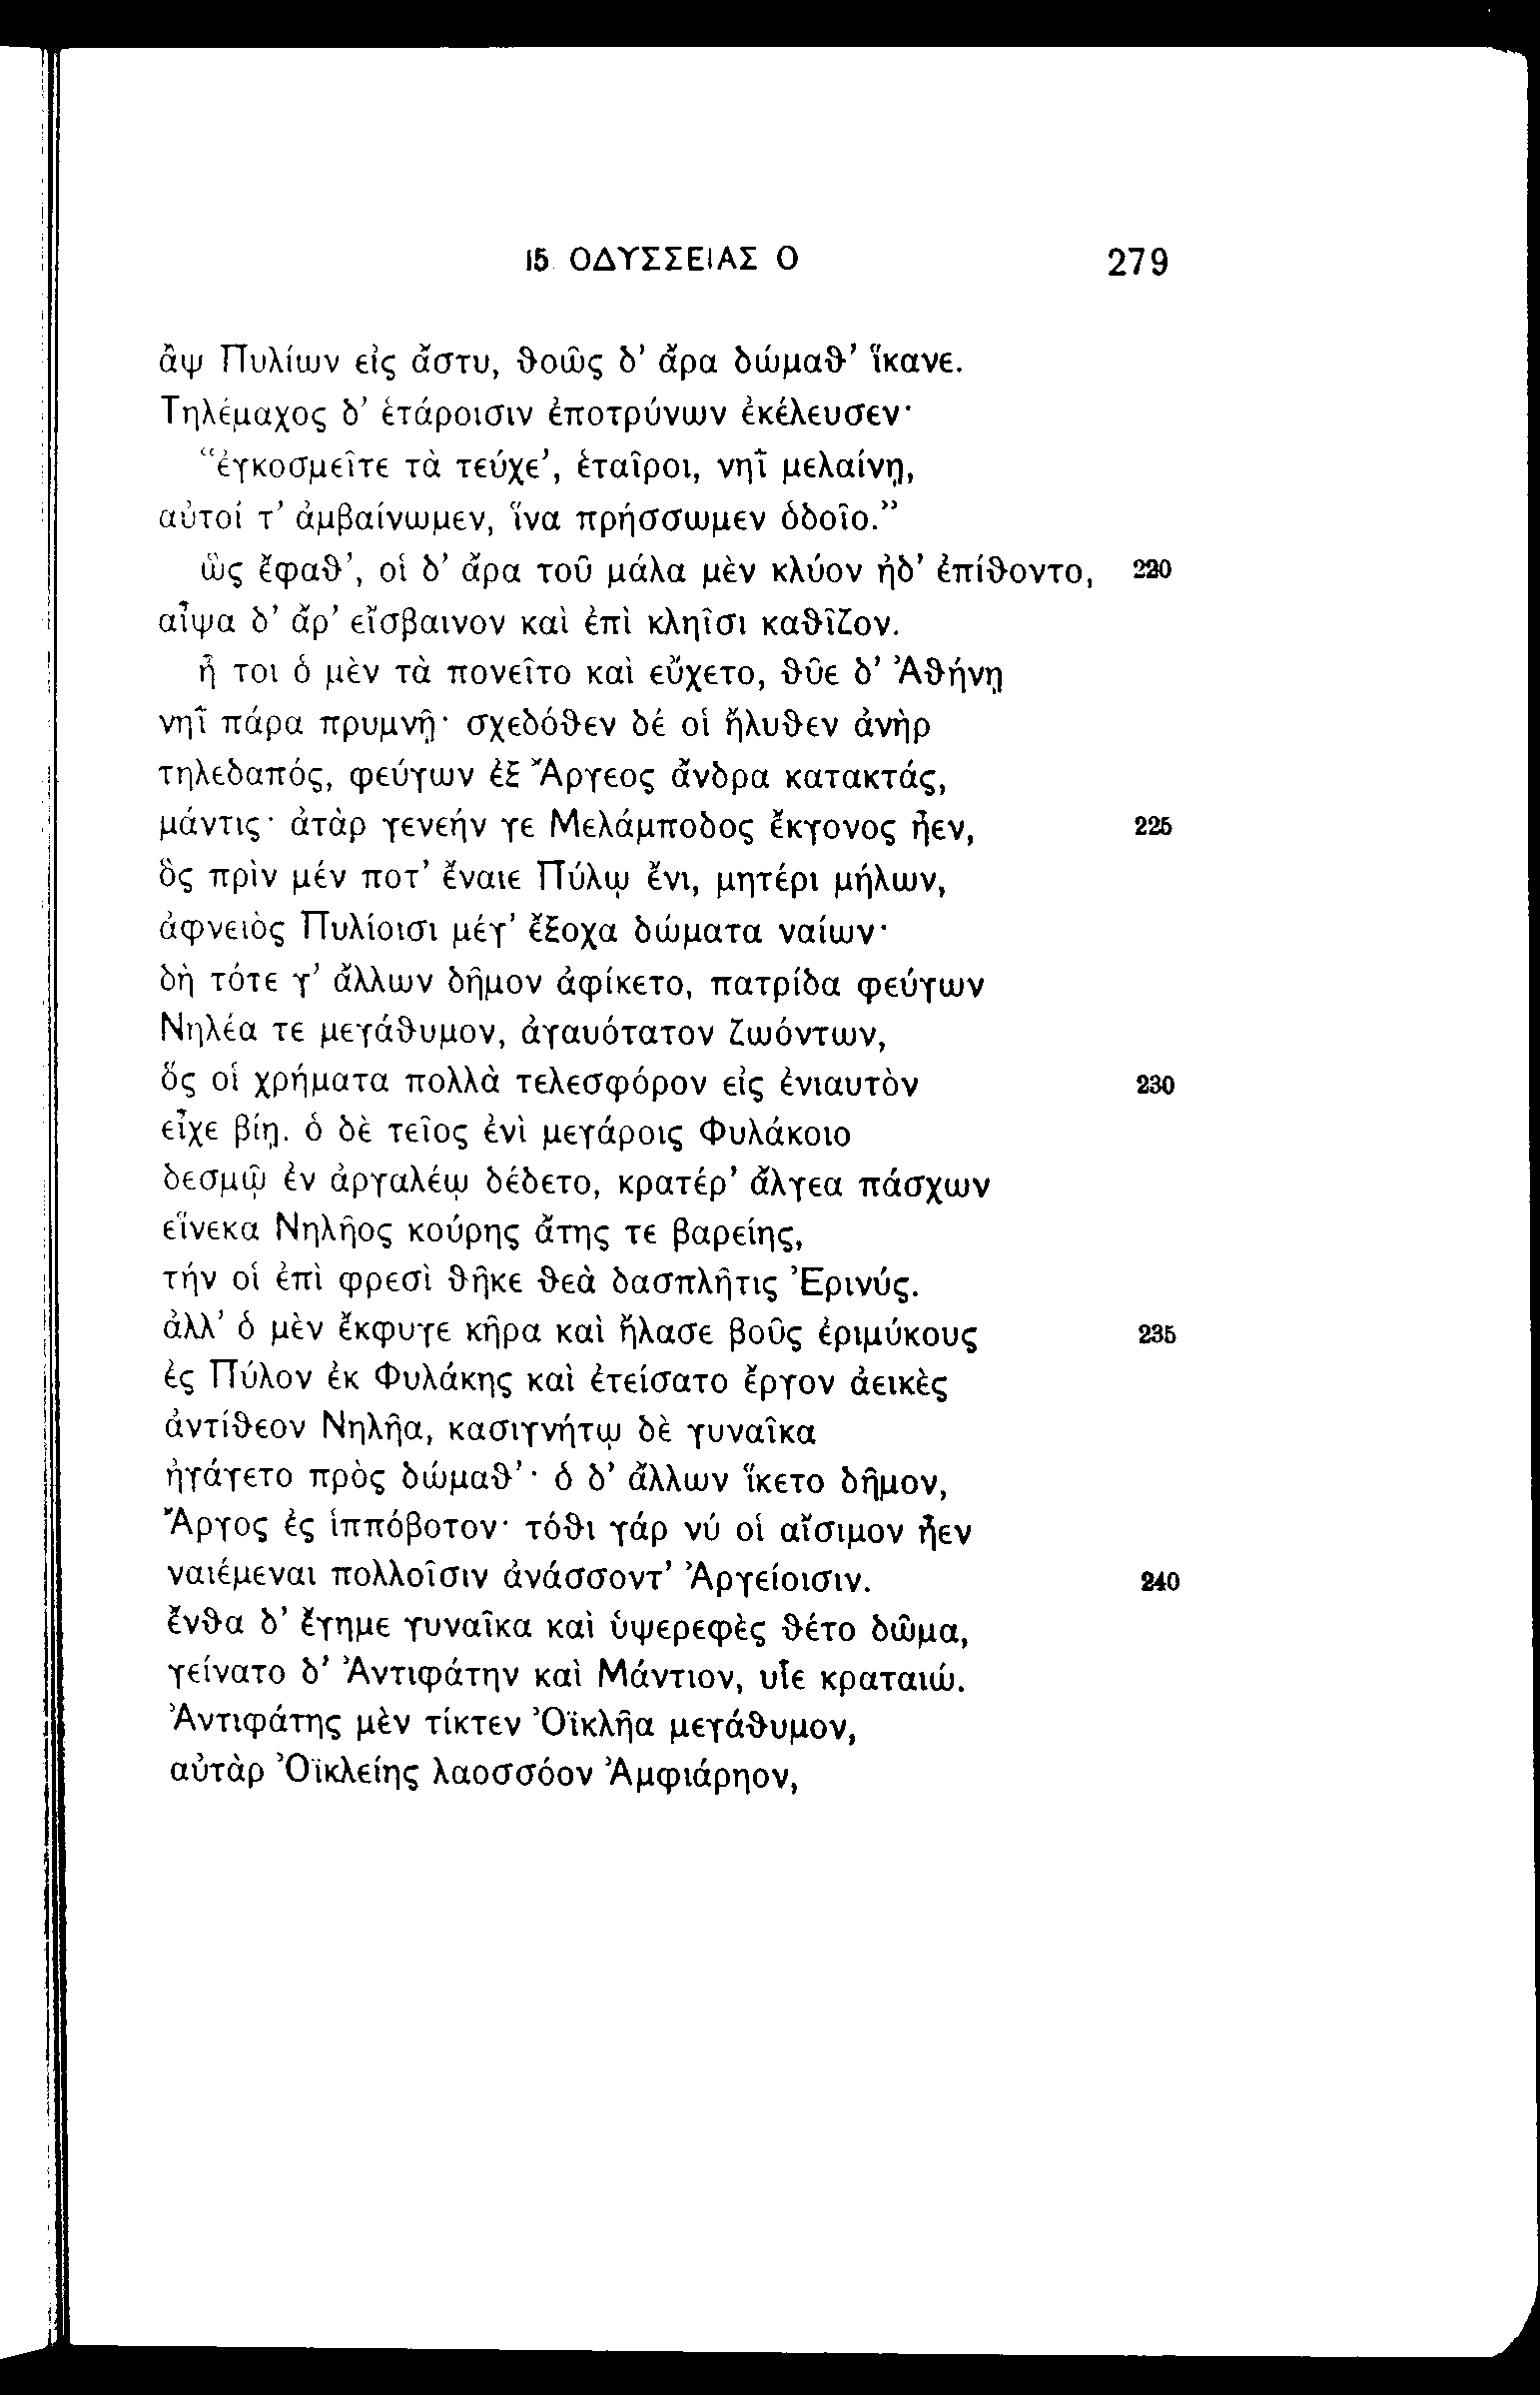 15 ΟΔΥΣΣΕΙΑΣ Ο 279
ἂψ Πυλίων εἰς ἄστυ, θοῶς δ’ ἄρα δώμαθ’ ἵκανε.
Τηλέμαχος δ’ ἑτάροισιν ἐποτρύνων ἐκέλευσεν·
“ἐγκοσμεῖτε τὰ τεύχε’, ἑταῖροι, νηῒ μελαίνῃ,
αὐτοί τ’ ἀμβαίνωμεν, ἵνα πρήσσωμεν ὁδοῖο.”
ὣς ἔφαθ’, οἱ δ’ ἄρα τοῦ μάλα μὲν κλύον ἠδ’ ἐπίθοντο, 220
αἶψα δ’ ἄρ’ εἴσβαινον καὶ ἐπὶ κληῖσι καθῖζον.
ἦ τοι ὁ μὲν τὰ πονεῖτο καὶ εὔχετο, θῦε δ’ Ἀθήνῃ
νηῒ πάρα πρυμνῇ· σχεδόθεν δέ οἱ ἤλυθεν ἀνὴρ
τηλεδαπός, φεύγων ἐξ Ἄργεος ἄνδρα κατακτάς,
μάντις· ἀτὰρ γενεήν γε Μελάμποδος ἔκγονος ἦεν, 225
ὃς πρὶν μέν ποτ’ ἔναιε Πύλῳ ἔνι, μητέρι μήλων,
ἀφνειὸς Πυλίοισι μέγ’ ἔξοχα δώματα ναίων·
δὴ τότε γ’ ἄλλων δῆμον ἀφίκετο, πατρίδα φεύγων
Νηλέα τε μεγάθυμον, ἀγαυότατον ζωόντων,
ὅς οἱ χρήματα πολλὰ τελεσφόρον εἰς ἐνιαυτὸν 230
εἶχε βίῃ. ὁ δὲ τεῖος ἐνὶ μεγάροις Φυλάκοιο
δεσμῷ ἐν ἀργαλέῳ δέδετο, κρατέρ’ ἄλγεα πάσχων
εἵνεκα Νηλῆος κούρης ἄτης τε βαρείης,
τήν οἱ ἐπὶ φρεσὶ θῆκε θεὰ δασπλῆτις Ἐρινύς.
ἀλλ’ ὁ μὲν ἔκφυγε κῆρα καὶ ἤλασε βοῦς ἐριμύκους 235
ἐς Πύλον ἐκ Φυλάκης καὶ ἐτείσατο ἔργον ἀεικὲς
ἀντίθεον Νηλῆα, κασιγνήτῳ δὲ γυναῖκα
ἠγάγετο πρὸς δώμαθ’· ὁ δ’ ἄλλων ἵκετο δῆμον,
Ἄργος ἐς ἱππόβοτον· τόθι γάρ νύ οἱ αἴσιμον ἦεν
ναιέμεναι πολλοῖσιν ἀνάσσοντ’ Ἀργείοισιν. 240
ἔνθα δ’ ἔγημε γυναῖκα καὶ ὑψερεφὲς θέτο δῶμα,
γείνατο δ’ Ἀντιφάτην καὶ Μάντιον, υἷε κραταιώ.
Ἀντιφάτης μὲν τίκτεν Ὀϊκλῆα μεγάθυμον,
αὐτὰρ Ὀϊκλείης λαοσσόον Ἀμφιάρηον,